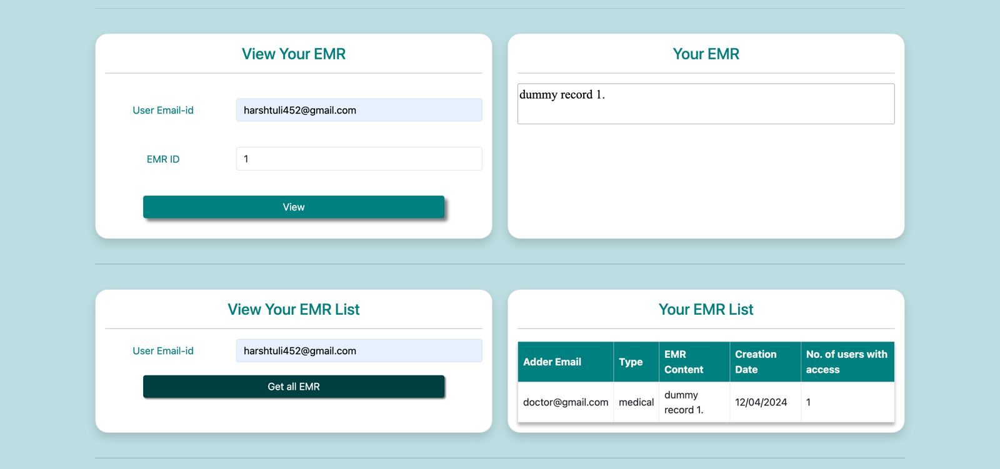 View Your EMR
User Email-id
harshtuli452@gmail.com
EMR ID
1
View
Your EMR
dummy record 1.
View Your EMR List
User Email-id
harshtuli452@gmail.com
Get all EMR
Your EMR List
Adder Email
Type
EMR
Content
Creation
Date
No. of users with
access
doctor@gmail.com
medical
dummy
record 1.
12/04/2024
1